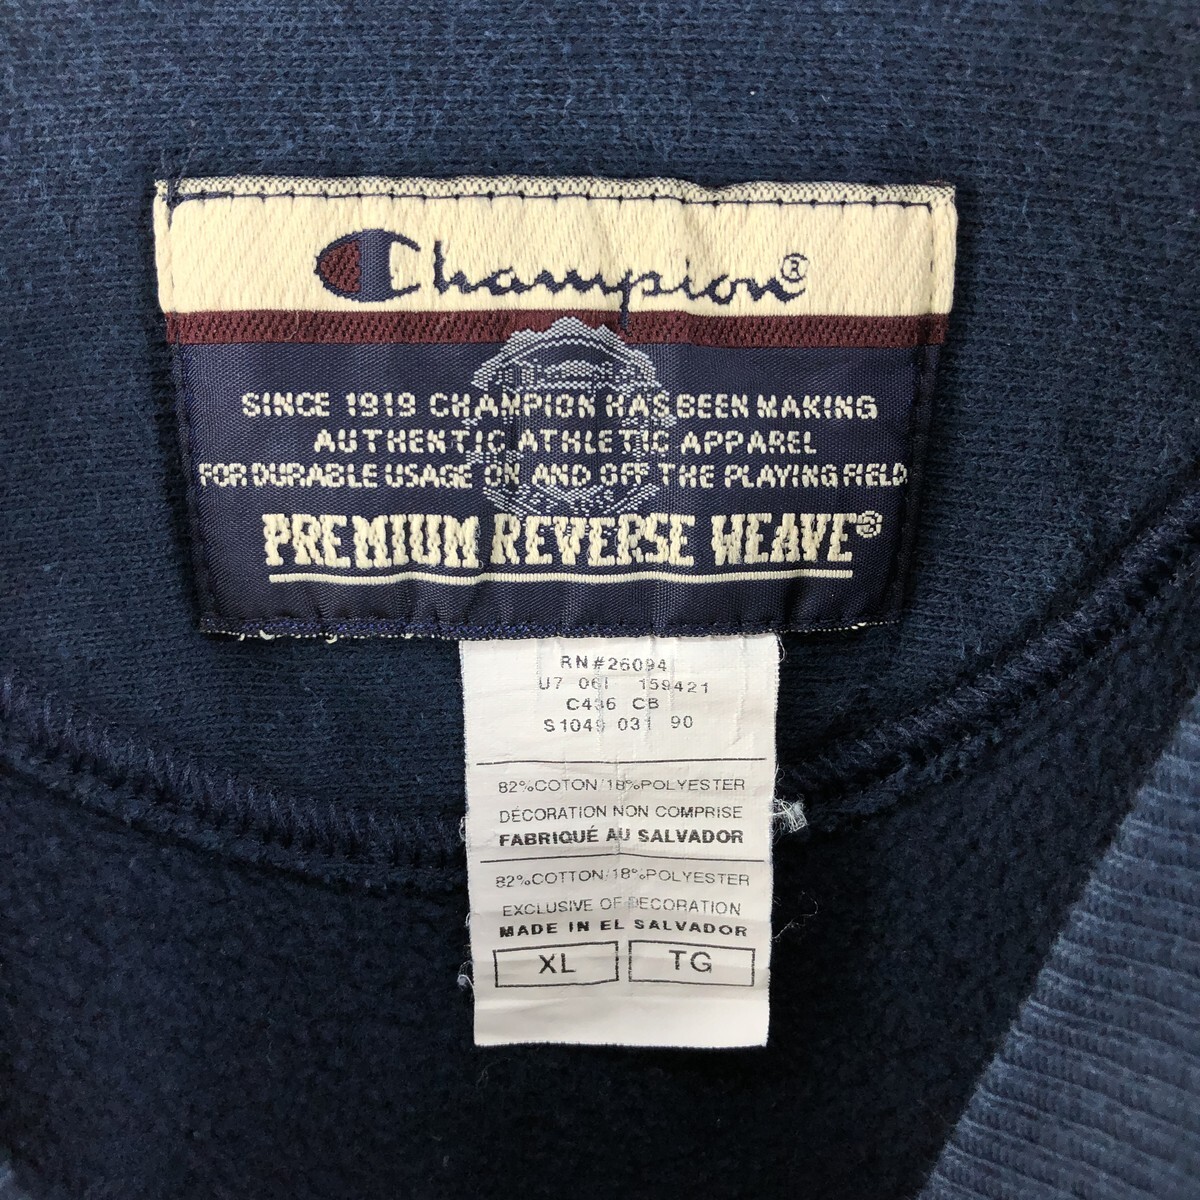 Champion®
SINCE 1919 CHAMPION HAS BEEN MAKING
AUTHENTIC ATHLETIC APPAREL
FOR DURABLE USAGE ON AND OFF THE PLAYING FIELD
PREMIUM REVERSE WEAVE®
RN#26094
U7 06I 159421
C436 CB
S1049 031 90
82%COTON/18%POLYESTER
DÉCORATION NON COMPRISE
FABRIQUÉ AU SALVADOR
82%COTTON/18%POLYESTER
EXCLUSIVE OF DECORATION
MADE IN EL SALVADOR
XL TG